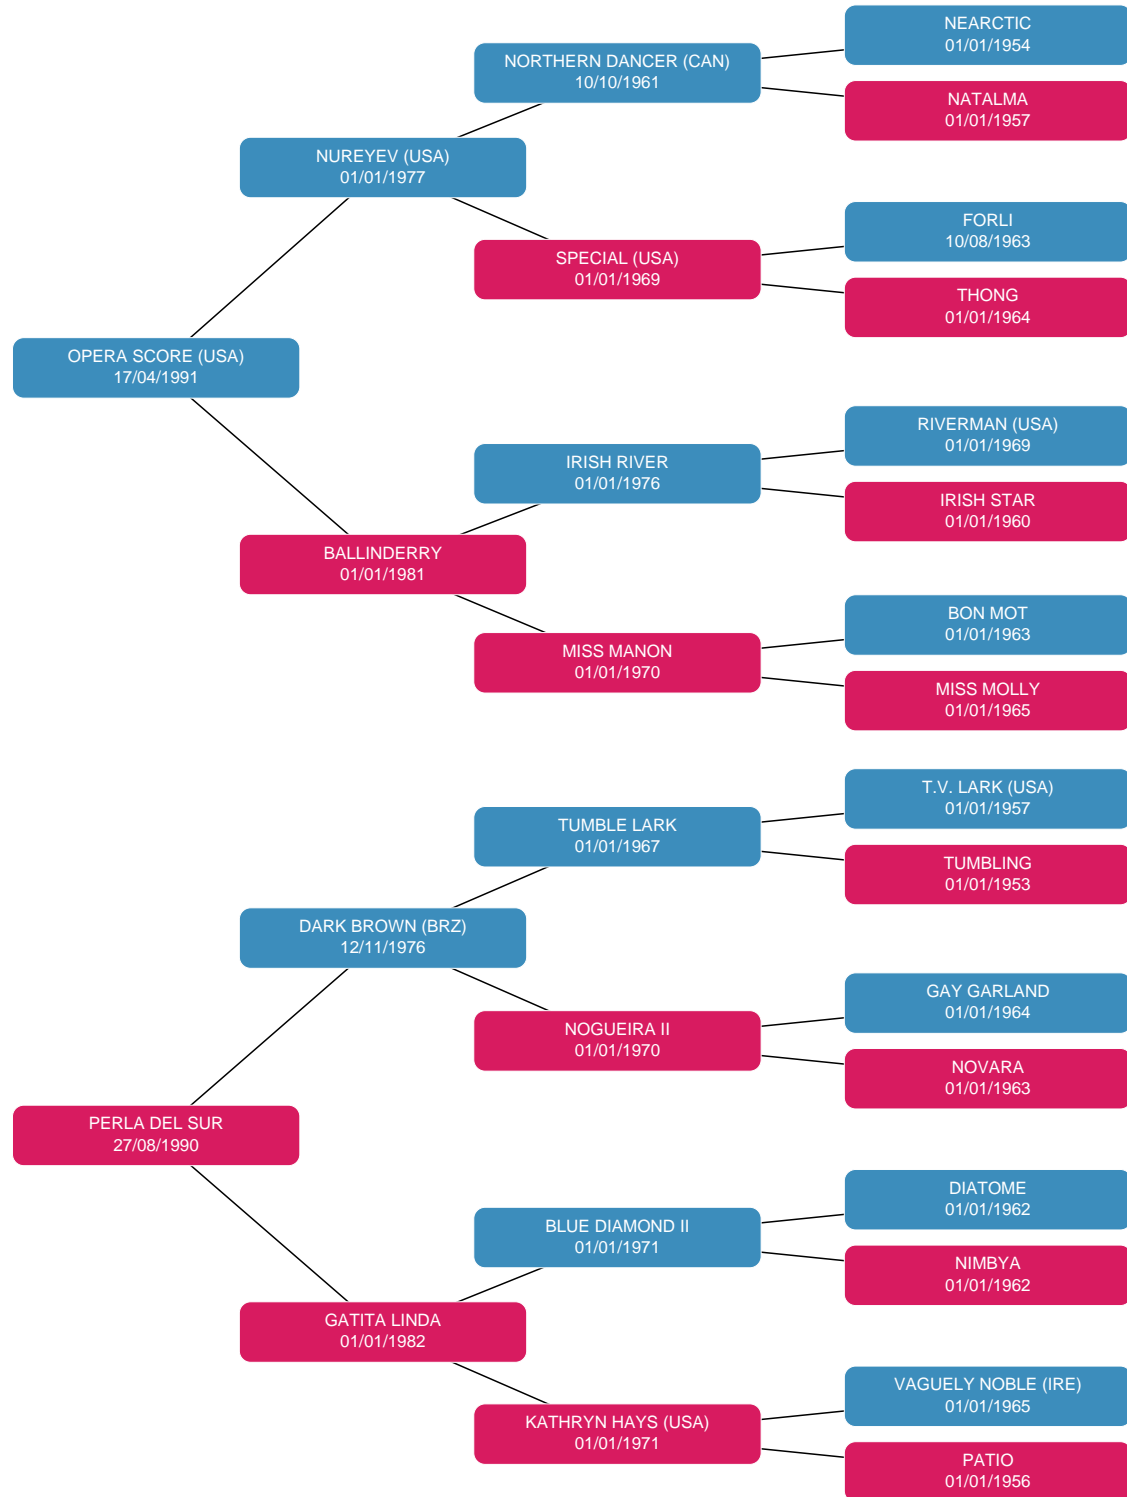 NEARCTIC
01/01/1954
NORTHERN DANCER (CAN)
10/10/1961
NATALMA
01/01/1957
NUREYEV (USA)
01/01/1977
FORLI
10/08/1963
SPECIAL (USA)
01/01/1969
THONG
01/01/1964
OPERA SCORE (USA)
17/04/1991
RIVERMAN (USA)
01/01/1969
IRISH RIVER
01/01/1976
IRISH STAR
01/01/1960
BALLINDERRY
01/01/1981
BON MOT
01/01/1963
MISS MANON
01/01/1970
MISS MOLLY
01/01/1965
T.V. LARK (USA)
01/01/1957
TUMBLE LARK
01/01/1967
TUMBLING
01/01/1953
DARK BROWN (BRZ)
12/11/1976
GAY GARLAND
01/01/1964
NOGUEIRA II
01/01/1970
NOVARA
01/01/1963
PERLA DEL SUR
27/08/1990
DIATOME
01/01/1962
BLUE DIAMOND II
01/01/1971
NIMBYA
01/01/1962
GATITA LINDA
01/01/1982
VAGUELY NOBLE (IRE)
01/01/1965
KATHRYN HAYS (USA)
01/01/1971
PATIO
01/01/1956